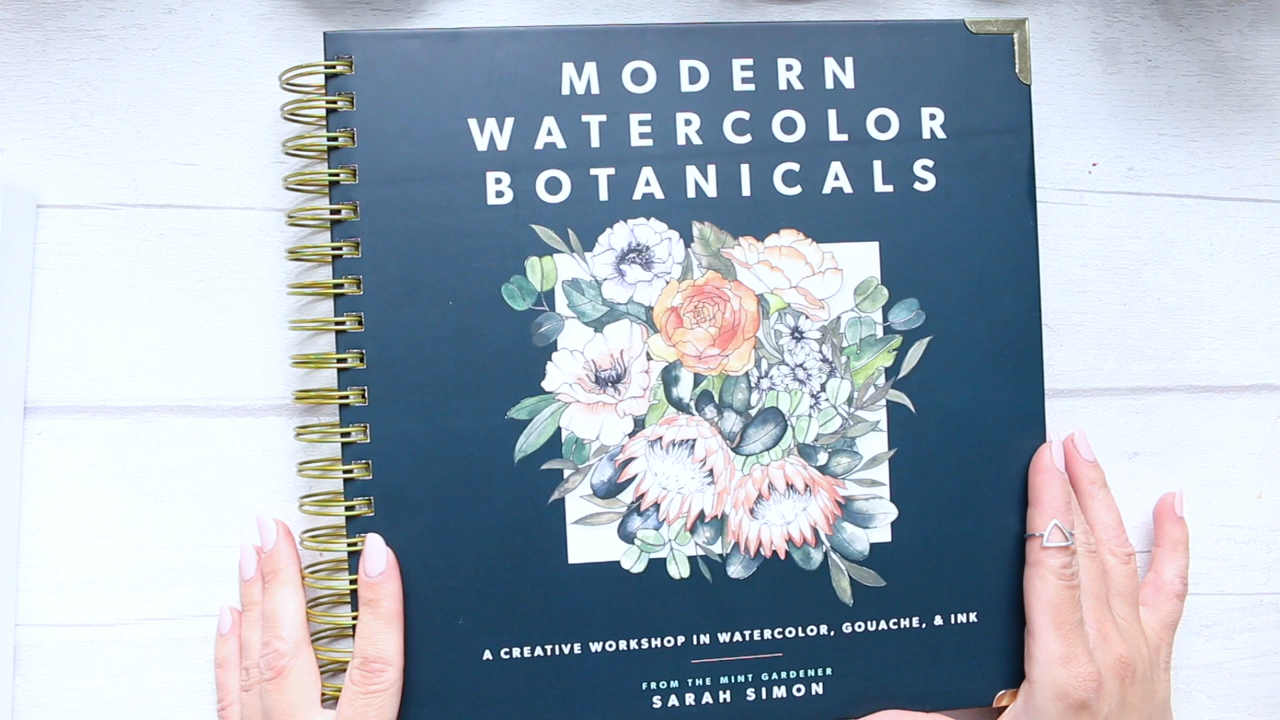 MODERN
WATERCOLOR
BOTANICALS
A CREATIVE WORKSHOP IN WATERCOLOR, GOUACHE, & INK
FROM THE MINT GARDENER
SARAH SIMON